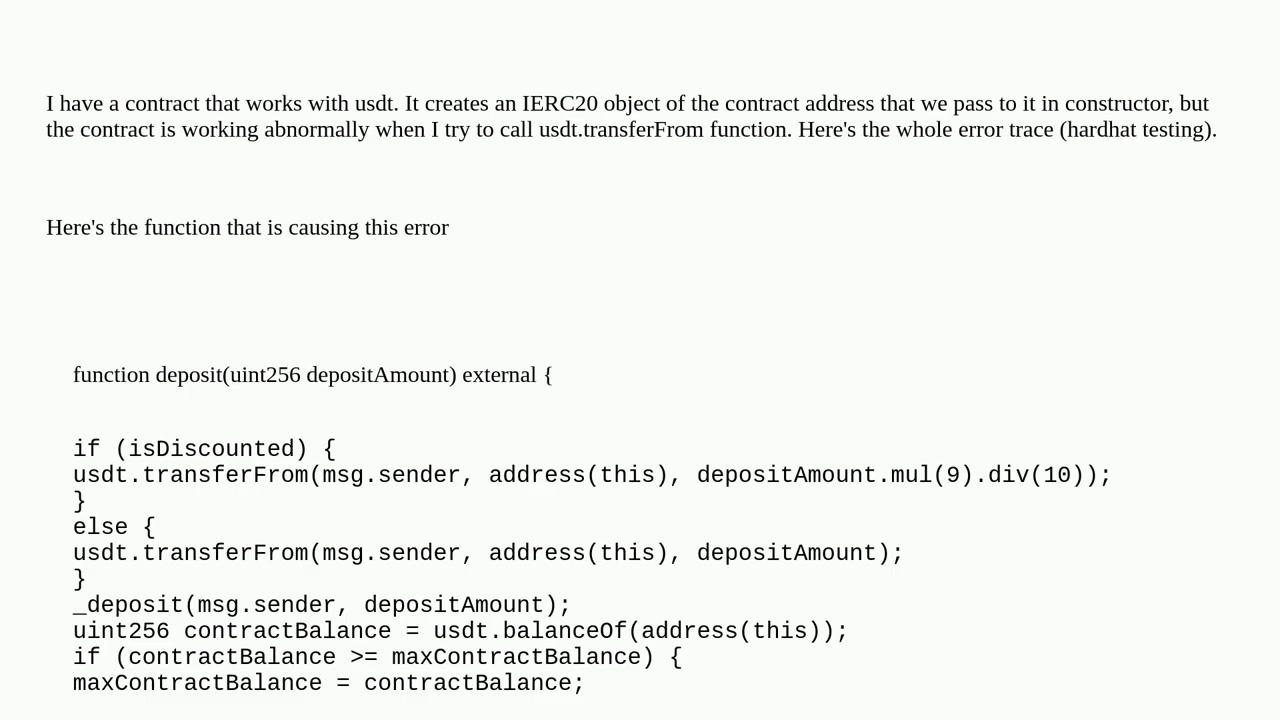 I have a contract that works with usdt. It creates an IERC20 object of the contract address that we pass to it in constructor, but
the contract is working abnormally when I try to call usdt.transferFrom function. Here's the whole error trace (hardhat testing).
Here's the function that is causing this error
function deposit(uint256 depositAmount) external {
if (isDiscounted) {
usdt.transferFrom(msg.sender, address(this), depositAmount.mul(9).div(10));
}
else {
usdt.transferFrom(msg.sender, address(this), depositAmount);
}
_deposit(msg.sender, depositAmount);
uint256 contractBalance = usdt.balanceOf(address(this));
if (contractBalance >= maxContractBalance) {
maxContractBalance = contractBalance;